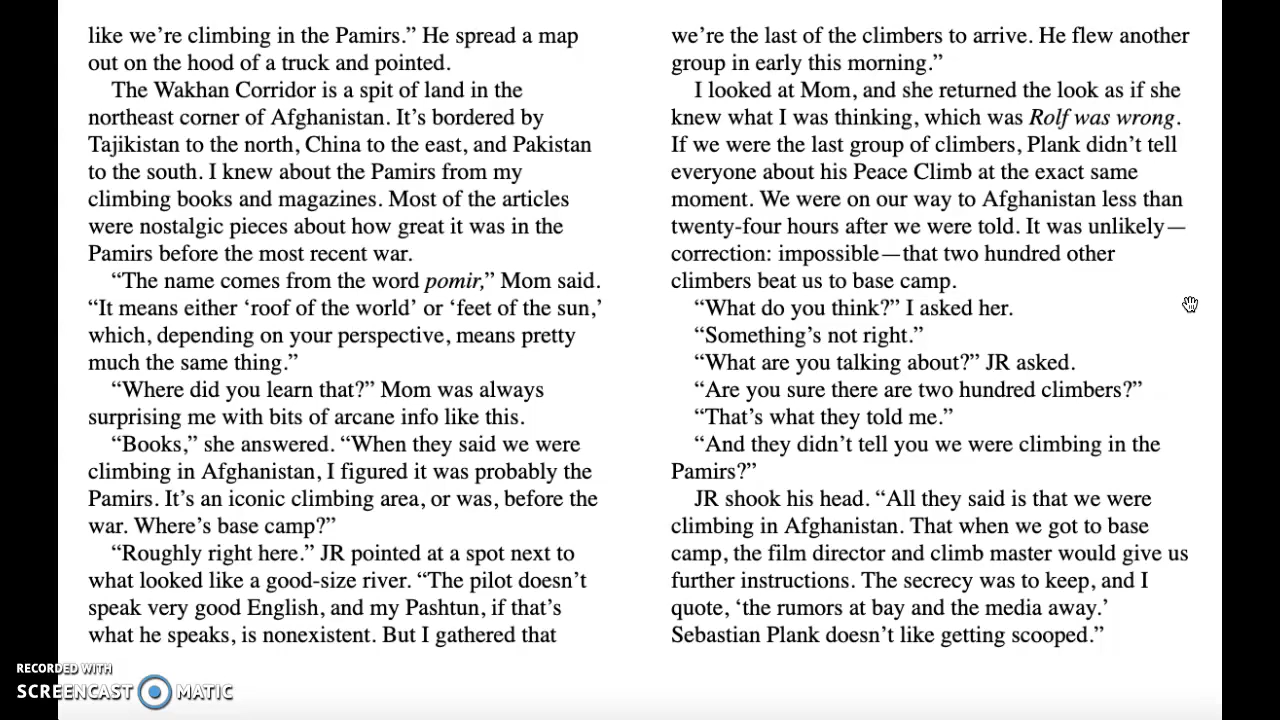 like we’re climbing in the Pamirs.” He spread a map
out on the hood of a truck and pointed.
The Wakhan Corridor is a spit of land in the
northeast corner of Afghanistan. It’s bordered by
Tajikistan to the north, China to the east, and Pakistan
to the south. I knew about the Pamirs from my
climbing books and magazines. Most of the articles
were nostalgic pieces about how great it was in the
Pamirs before the most recent war.
“The name comes from the word pomir,” Mom said.
“It means either ‘roof of the world’ or ‘feet of the sun,’
which, depending on your perspective, means pretty
much the same thing.”
“Where did you learn that?” Mom was always
surprising me with bits of arcane info like this.
“Books,” she answered. “When they said we were
climbing in Afghanistan, I figured it was probably the
Pamirs. It’s an iconic climbing area, or was, before the
war. Where’s base camp?”
“Roughly right here.” JR pointed at a spot next to
what looked like a good-size river. “The pilot doesn’t
speak very good English, and my Pashtun, if that’s
what he speaks, is nonexistent. But I gathered that
we’re the last of the climbers to arrive. He flew another
group in early this morning.”
I looked at Mom, and she returned the look as if she
knew what I was thinking, which was Rolf was wrong.
If we were the last group of climbers, Plank didn’t tell
everyone about his Peace Climb at the exact same
moment. We were on our way to Afghanistan less than
twenty-four hours after we were told. It was unlikely—
correction: impossible—that two hundred other
climbers beat us to base camp.
“What do you think?” I asked her.
“Something’s not right.”
“What are you talking about?” JR asked.
“Are you sure there are two hundred climbers?”
“That’s what they told me.”
“And they didn’t tell you we were climbing in the
Pamirs?”
JR shook his head. “All they said is that we were
climbing in Afghanistan. That when we got to base
camp, the film director and climb master would give us
further instructions. The secrecy was to keep, and I
quote, ‘the rumors at bay and the media away.’
Sebastian Plank doesn’t like getting scooped.”
RECORDED WITH
SCREENCAST MATIC